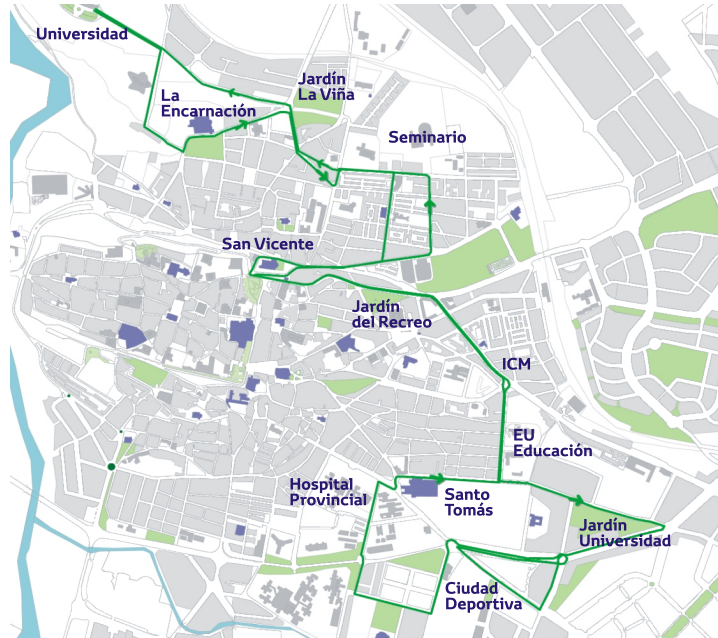 Universidad
La
Encarnación
Jardín
La Viña
Seminario
San Vicente
Jardín
del Recreo
ICM
EU
Educación
Hospital
Provincial
Santo
Tomás
Jardín
Universidad
Ciudad
Deportiva